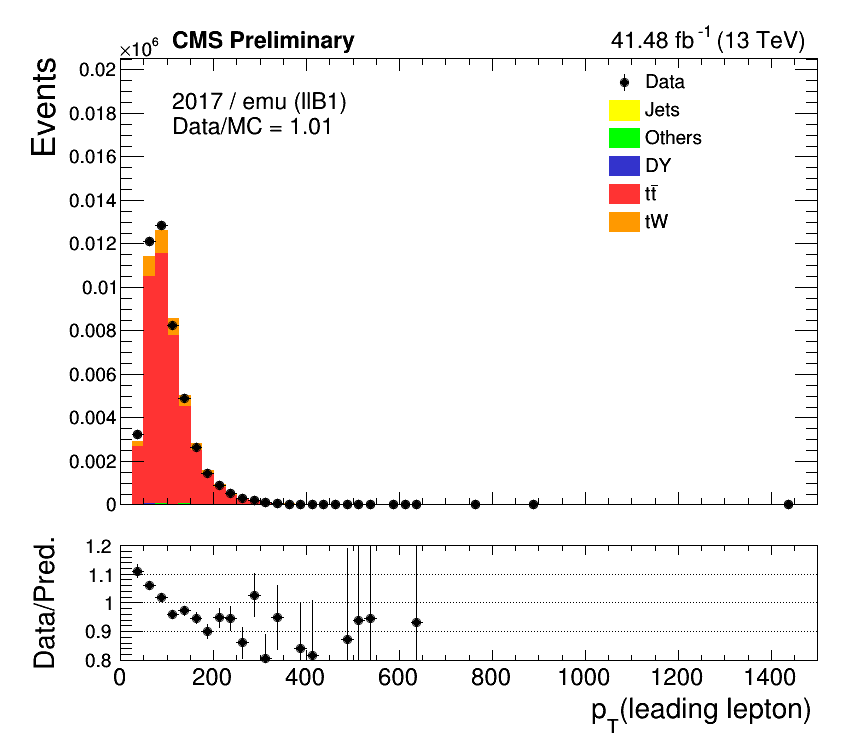 ×10⁶ CMS Preliminary 41.48 fb⁻¹ (13 TeV)
Events
0.02
0.018
0.016
0.014
0.012
0.01
0.008
0.006
0.004
0.002
0
2017 / emu (llB1)
Data/MC = 1.01
Data
Jets
Others
DY
tt̄
tW
Data/Pred.
1.2
1.1
1
0.9
0.8
0 200 400 600 800 1000 1200 1400
p_T(leading lepton)